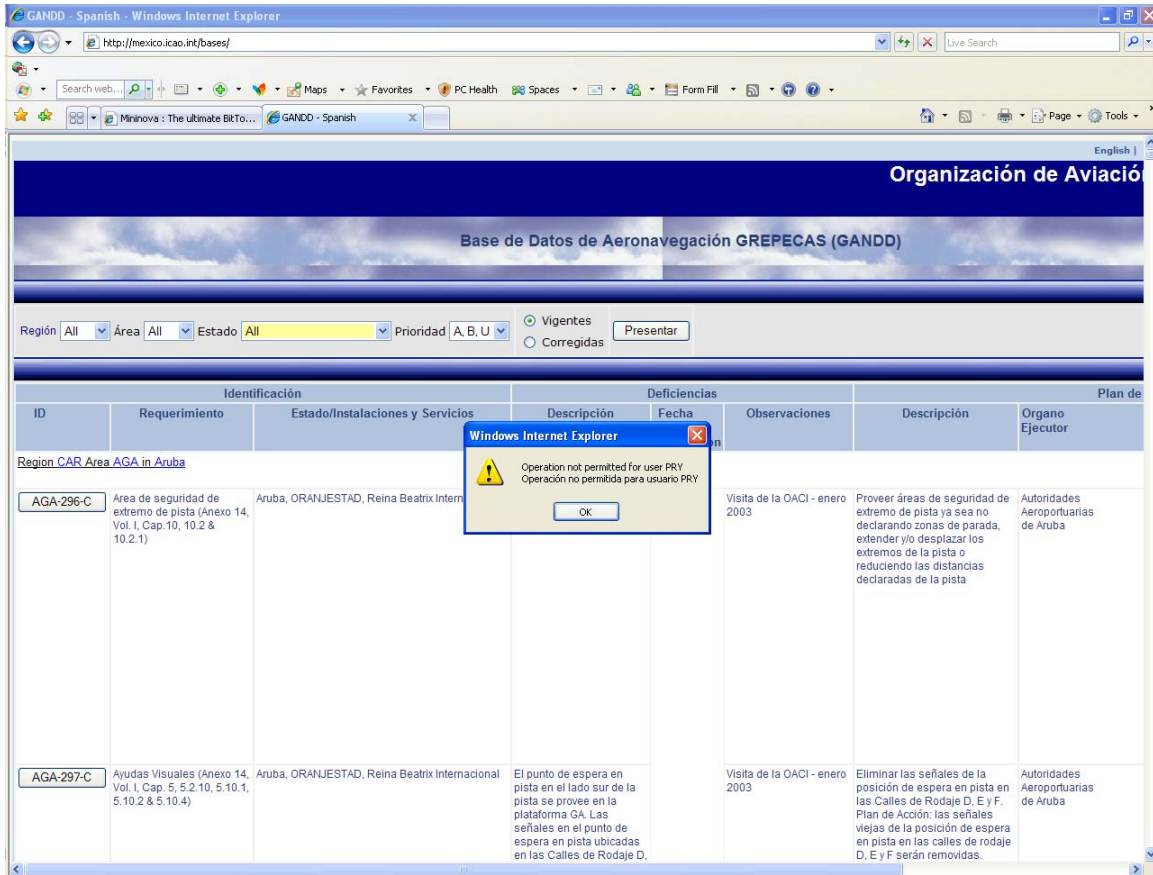 GANDD - Spanish - Windows Internet Explorer
http://mexico.icao.int/bases/
Live Search
Search web...
Maps
Favorites
PC Health
Spaces
Form Fill
Mininova : The ultimate BitTo...
GANDD - Spanish
Page
Tools
English |
Organización de Aviación
Base de Datos de Aeronavegación GREPECAS (GANDD)
Región All Área All Estado All Prioridad A, B, U
Vigentes
Corregidas
Presentar
Identificación Deficiencias Plan de
ID Requerimiento Estado/Instalaciones y Servicios Descripción Fecha Observaciones Descripción Organo
Ejecutor
Windows Internet Explorer
Operation not permitted for user PRY
Operación no permitida para usuario PRY
OK
Region CAR Area AGA in Aruba
AGA-296-C
Area de seguridad de
extremo de pista (Anexo 14,
Vol. I, Cap.10, 10.2 &
10.2.1)
Aruba, ORANJESTAD, Reina Beatrix Intern
Visita de la OACI - enero
2003
Proveer áreas de seguridad de
extremo de pista ya sea no
declarando zonas de parada,
extender y/o desplazar los
extremos de la pista o
reduciendo las distancias
declaradas de la pista
Autoridades
Aeroportuarias
de Aruba
AGA-297-C
Ayudas Visuales (Anexo 14,
Vol. I, Cap. 5, 5.2.10, 5.10.1,
5.10.2 & 5.10.4)
Aruba, ORANJESTAD, Reina Beatrix Internacional
El punto de espera en
pista en el lado sur de la
pista se provee en la
plataforma GA. Las
señales en el punto de
espera en pista ubicadas
en las Calles de Rodaje D,
Visita de la OACI - enero
2003
Eliminar las señales de la
posición de espera en pista en
las Calles de Rodaje D, E y F.
Plan de Acción: las señales
viejas de la posición de espera
en pista en las calles de rodaje
D, E y F serán removidas.
Autoridades
Aeroportuarias
de Aruba